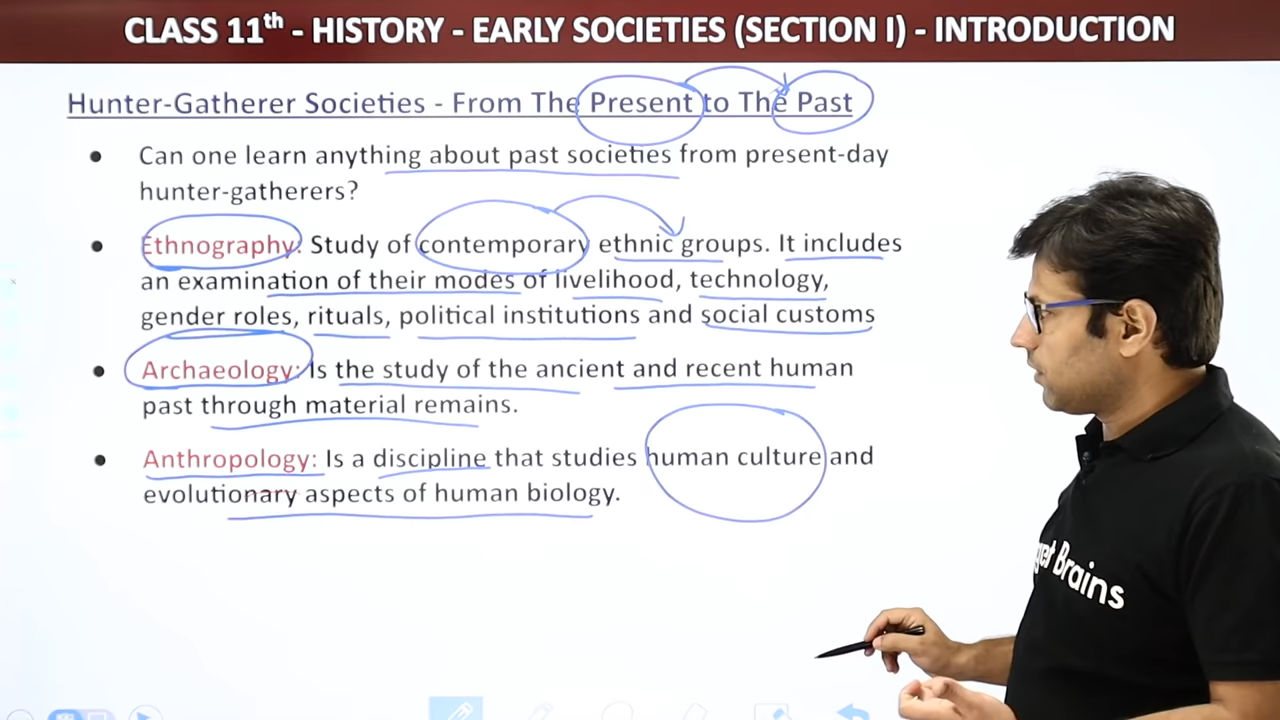 CLASS 11th - HISTORY - EARLY SOCIETIES (SECTION I) - INTRODUCTION
Hunter-Gatherer Societies - From The Present to The Past
• Can one learn anything about past societies from present-day
hunter-gatherers?
• Ethnography: Study of contemporary ethnic groups. It includes
an examination of their modes of livelihood, technology,
gender roles, rituals, political institutions and social customs
• Archaeology: Is the study of the ancient and recent human
past through material remains.
• Anthropology: Is a discipline that studies human culture and
evolutionary aspects of human biology.
Brains